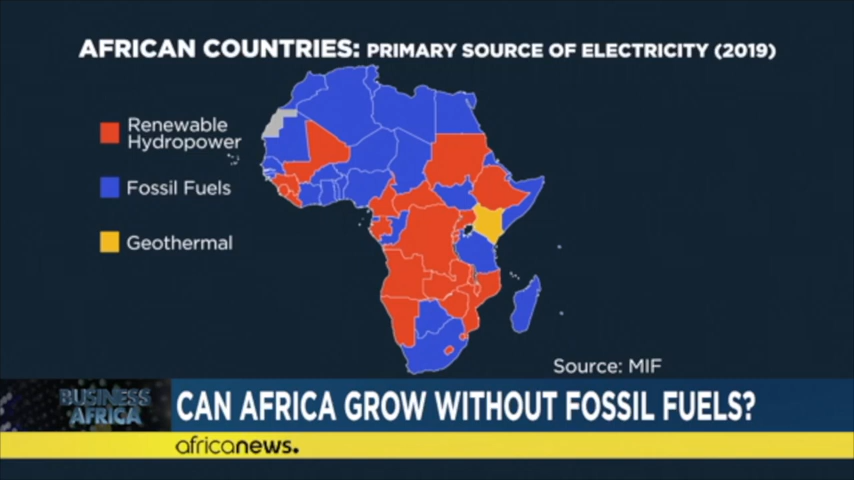 AFRICAN COUNTRIES: PRIMARY SOURCE OF ELECTRICITY (2019)
Renewable
Hydropower
Fossil Fuels
Geothermal
Source: MIF
BUSINESS
AFRICA
CAN AFRICA GROW WITHOUT FOSSIL FUELS?
africanews.